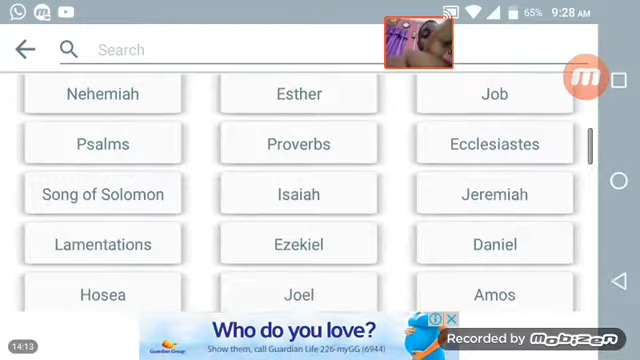 65% 9:28 AM
Search
Nehemiah Esther Job
Psalms Proverbs Ecclesiastes
Song of Solomon Isaiah Jeremiah
Lamentations Ezekiel Daniel
Hosea Joel Amos
Who do you love?
Guardian Group
Show them, call Guardian Life 226-myGG (6944)
14:13
Recorded by mobizen